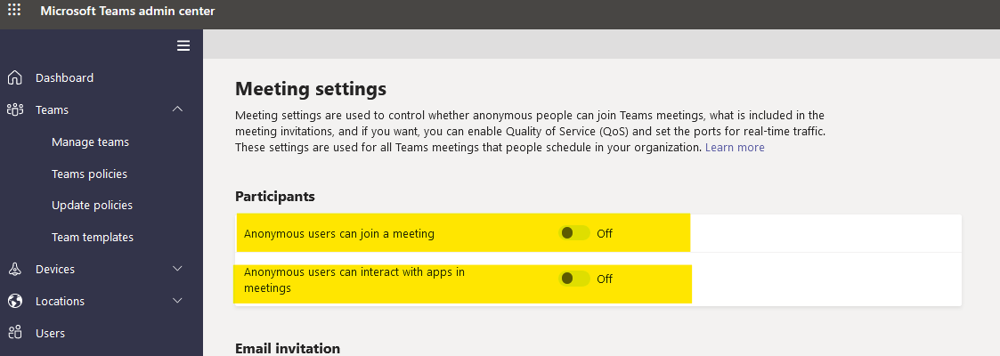 Microsoft Teams admin center
Dashboard
Teams
Manage teams
Teams policies
Update policies
Team templates
Devices
Locations
Users
Meeting settings
Meeting settings are used to control whether anonymous people can join Teams meetings, what is included in the
meeting invitations, and if you want, you can enable Quality of Service (QoS) and set the ports for real-time traffic.
These settings are used for all Teams meetings that people schedule in your organization. Learn more
Participants
Anonymous users can join a meeting Off
Anonymous users can interact with apps in
meetings Off
Email invitation